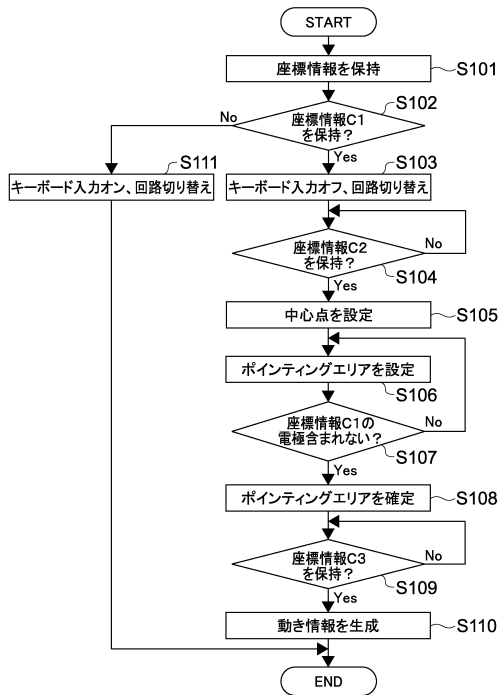 START
座標情報を保持
S101
座標情報C1
を保持？
S102
No
Yes
S111
キーボード入力オン、回路切り替え
S103
キーボード入力オフ、回路切り替え
座標情報C2
を保持？
No
S104
Yes
中心点を設定
S105
ポインティングエリアを設定
S106
座標情報C1の
電極含まれない？
No
S107
Yes
ポインティングエリアを確定
S108
座標情報C3
を保持？
No
S109
Yes
動き情報を生成
S110
END